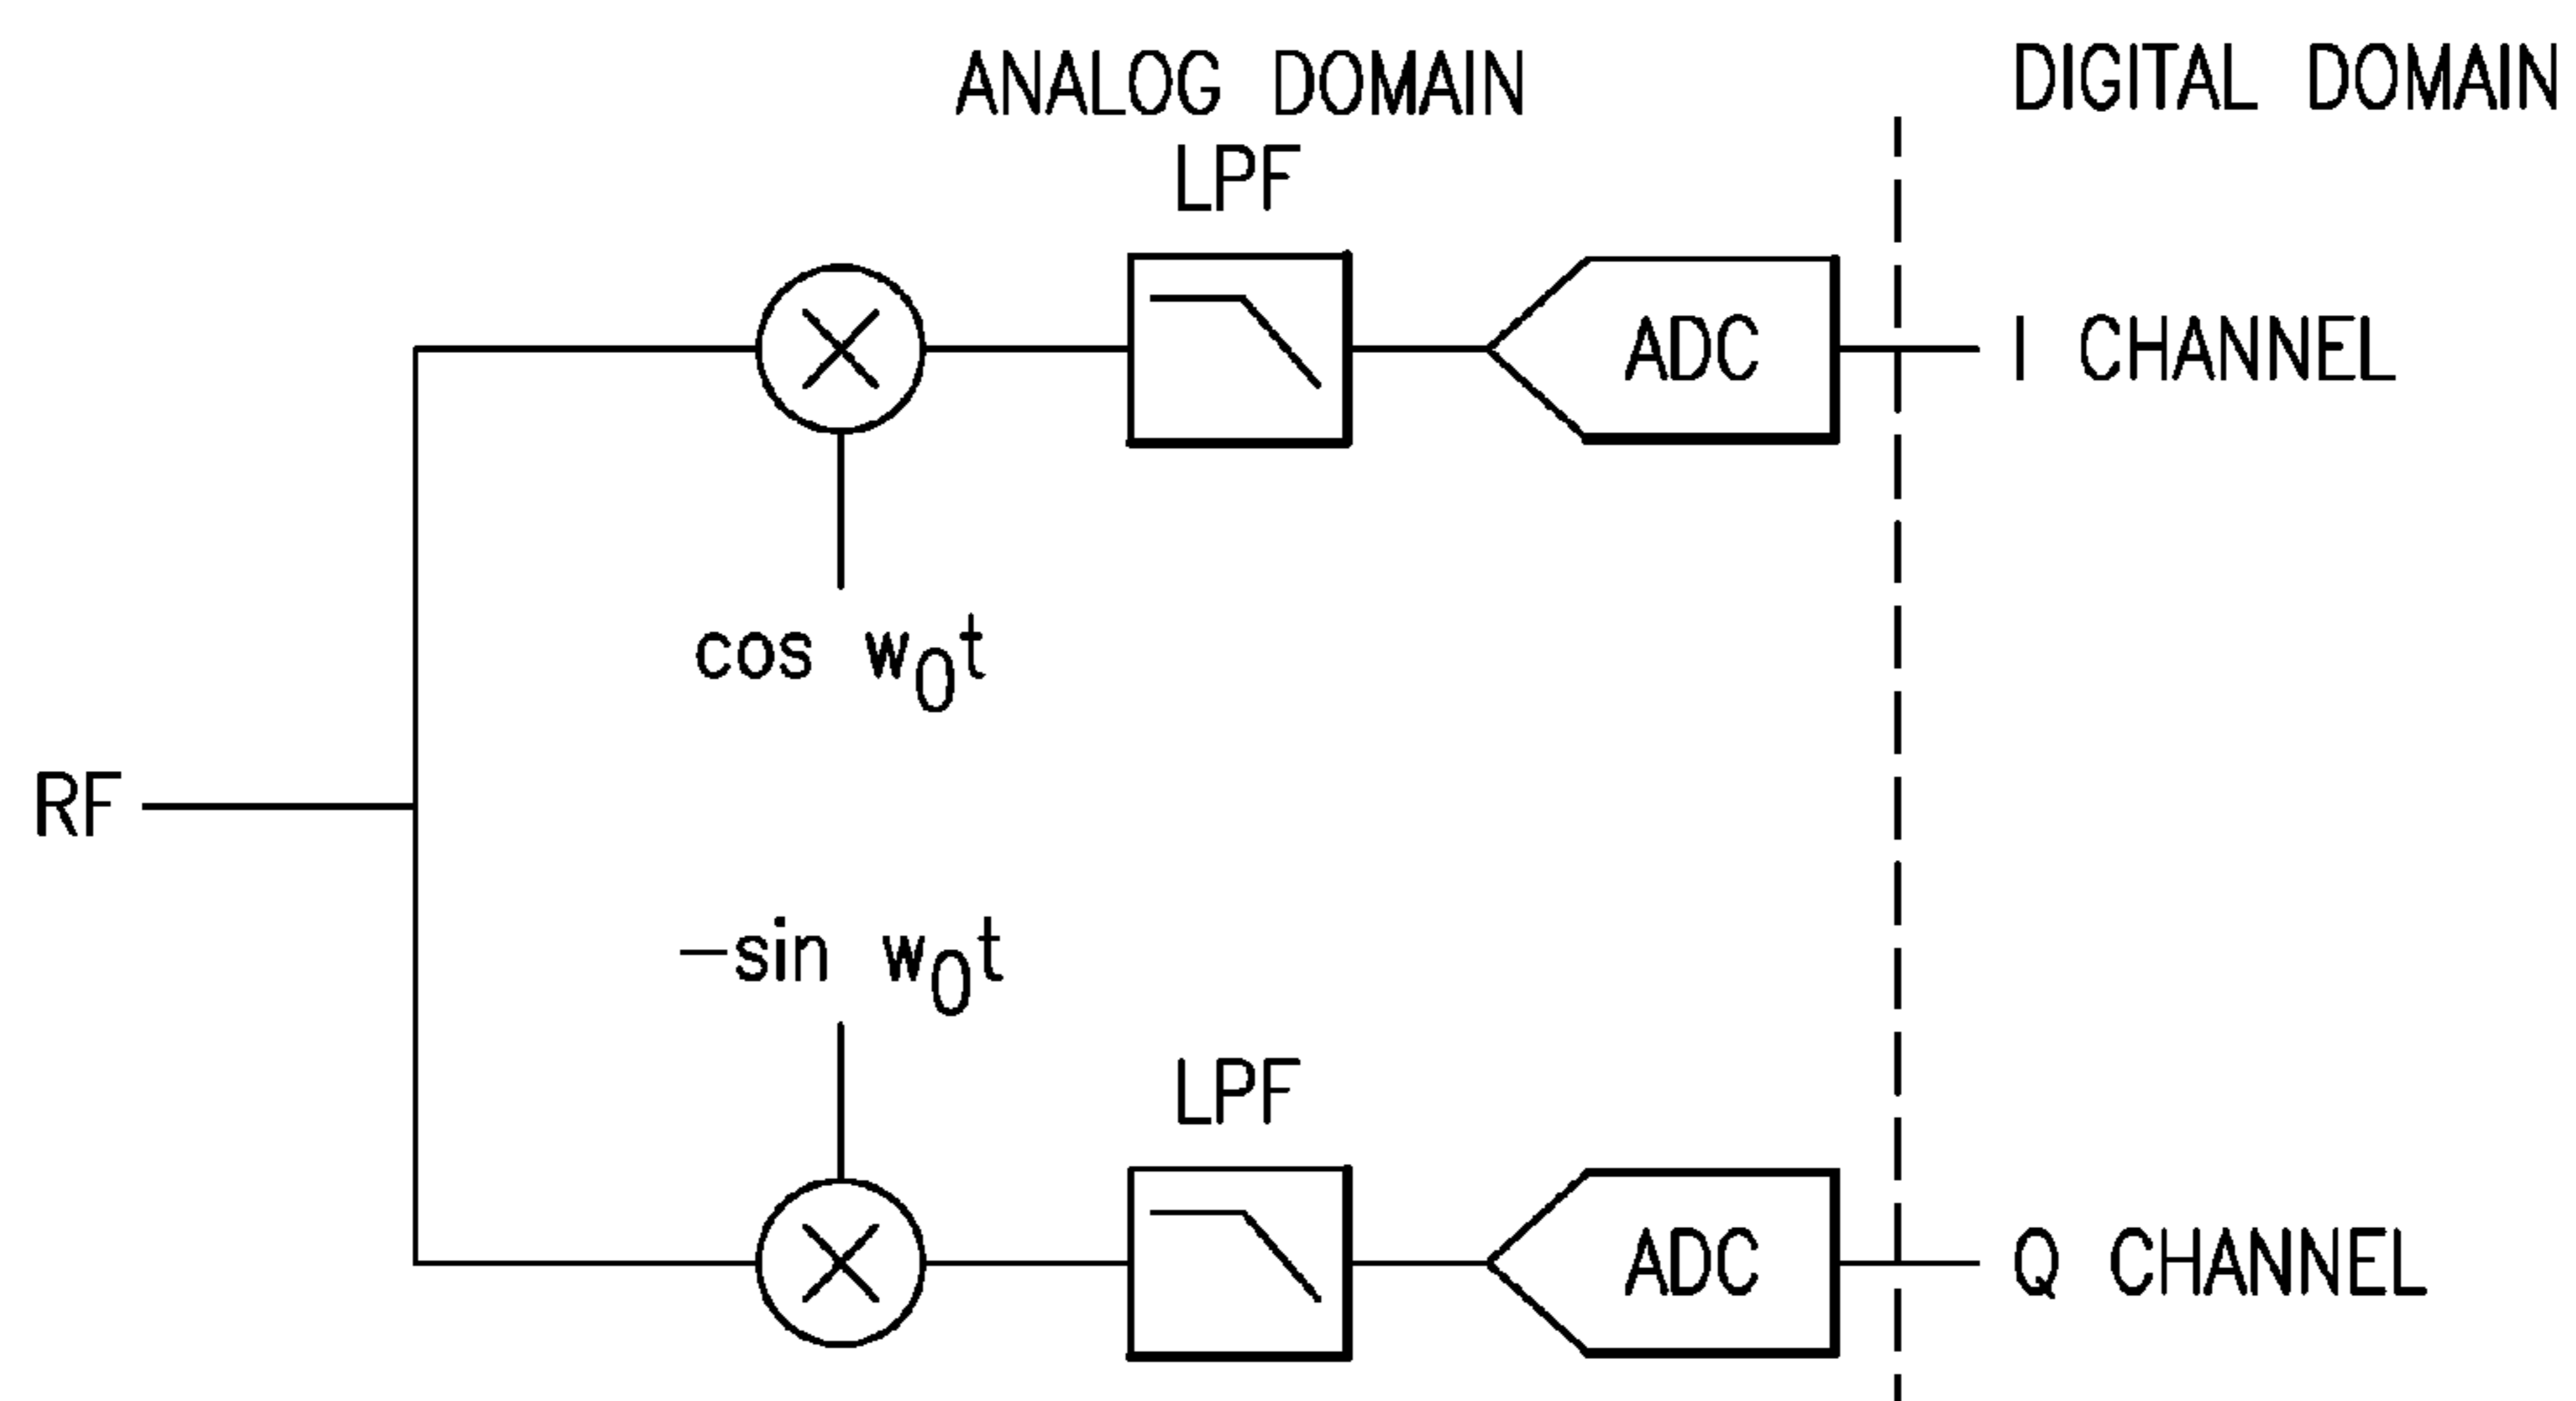 ANALOG DOMAIN
DIGITAL DOMAIN
LPF
ADC
I CHANNEL
cos w₀t
RF
−sin w₀t
LPF
ADC
Q CHANNEL